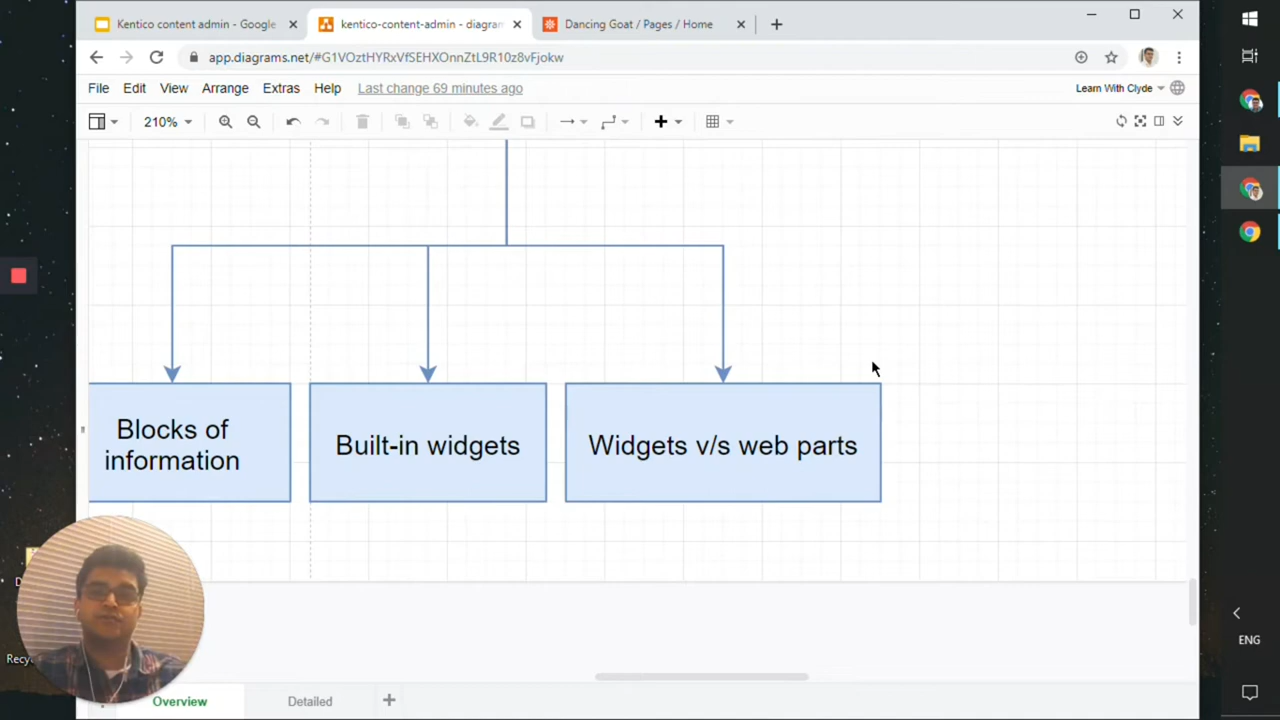 Kentico content admin - Google
kentico-content-admin - diagram
Dancing Goat / Pages / Home
app.diagrams.net/#G1VOztHYRxVfSEHXOnnZtL9R10z8vFjokw
File Edit View Arrange Extras Help Last change 69 minutes ago
Learn With Clyde
210%
Blocks of
information
Built-in widgets
Widgets v/s web parts
D
Recy
ENG
Overview
Detailed